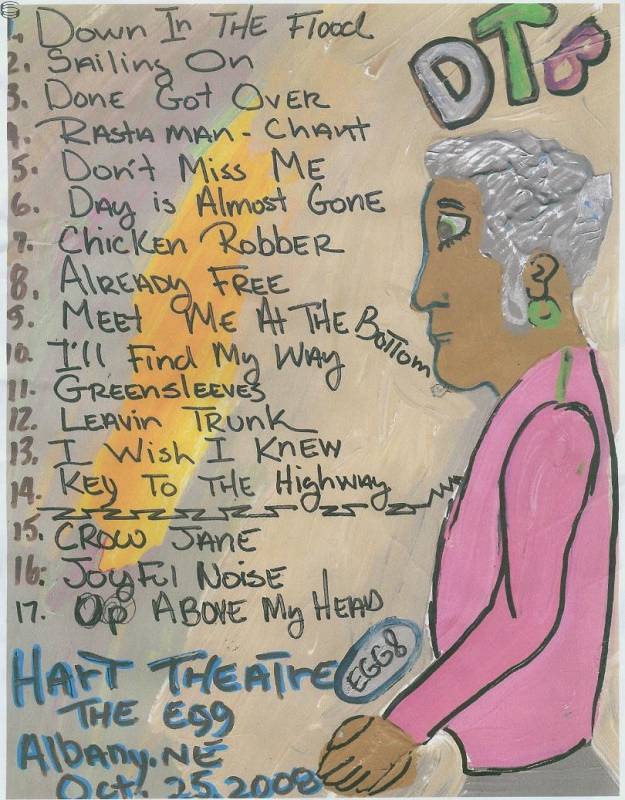 DTB
1. Down In THE Flood
2. Sailing On
3. Done Got Over
4. Rasta man - Chant
5. Don't Miss ME
6. Day is Almost Gone
7. Chicken Robber
8. Already Free
9. Meet Me At The Bottom
10. I'll Find My Way
11. Greensleeves
12. Leavin Trunk
13. I Wish I Knew
14. Key To The Highway
15. Crow Jane
16. Joyful Noise
17. Up Above My Head
Hart Theatre
EGG8
The Egg
Albany. NE
Oct. 25. 2008